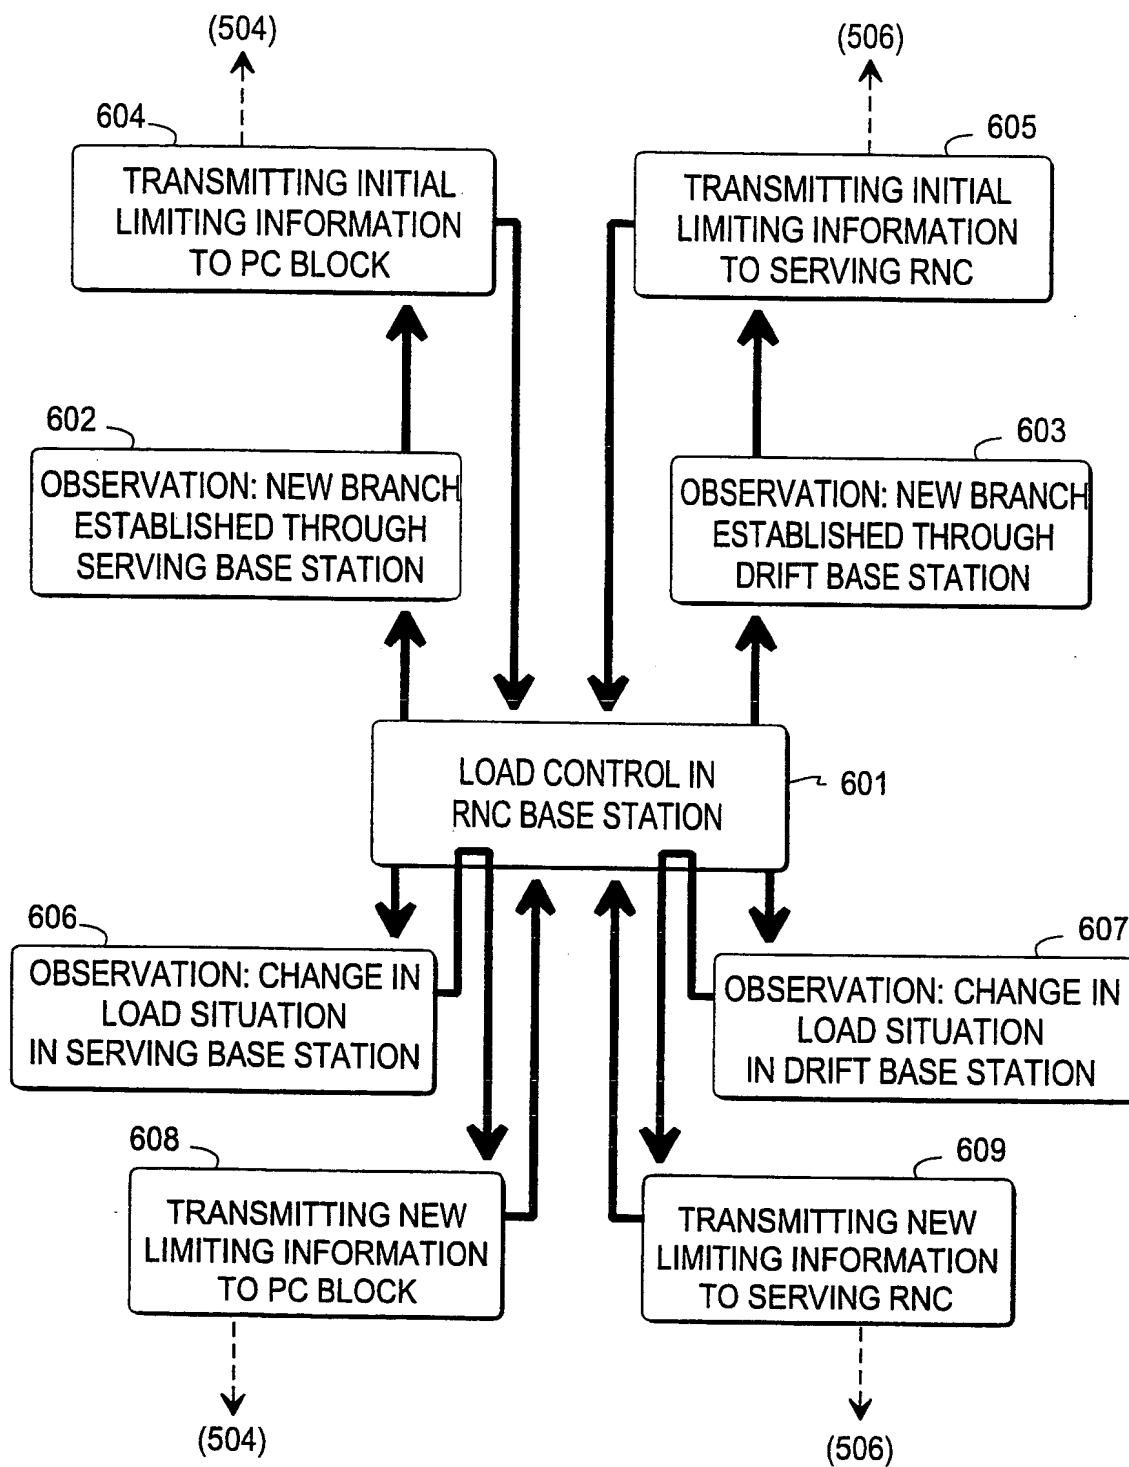 (504)
(506)
604
605
TRANSMITTING INITIAL
LIMITING INFORMATION
TO PC BLOCK
TRANSMITTING INITIAL
LIMITING INFORMATION
TO SERVING RNC
602
603
OBSERVATION: NEW BRANCH
ESTABLISHED THROUGH
SERVING BASE STATION
OBSERVATION: NEW BRANCH
ESTABLISHED THROUGH
DRIFT BASE STATION
LOAD CONTROL IN
RNC BASE STATION
601
606
607
OBSERVATION: CHANGE IN
LOAD SITUATION
IN SERVING BASE STATION
OBSERVATION: CHANGE IN
LOAD SITUATION
IN DRIFT BASE STATION
608
609
TRANSMITTING NEW
LIMITING INFORMATION
TO PC BLOCK
TRANSMITTING NEW
LIMITING INFORMATION
TO SERVING RNC
(504)
(506)